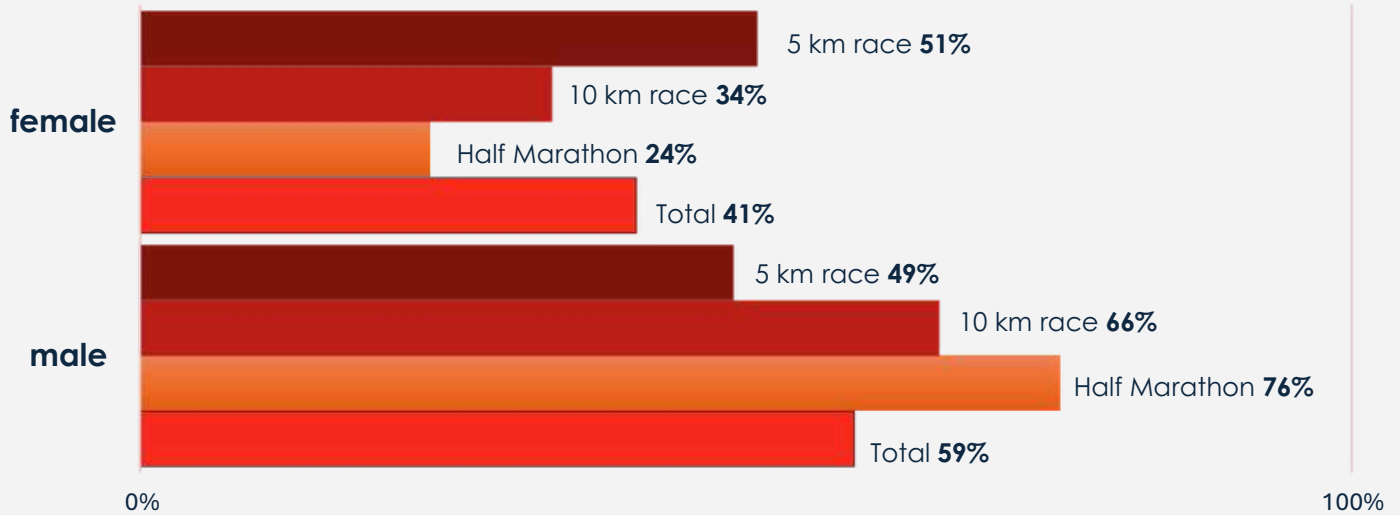 5 km race 51%
10 km race 34%
female
Half Marathon 24%
Total 41%
5 km race 49%
10 km race 66%
male
Half Marathon 76%
Total 59%
0%
100%